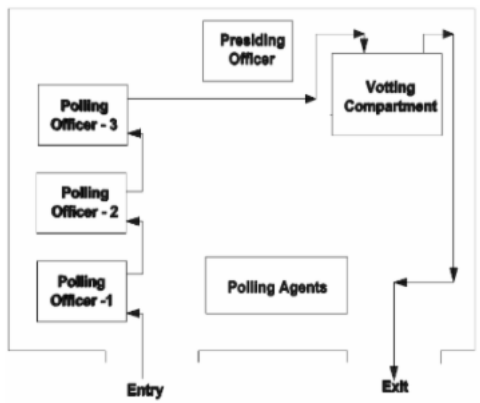 Presiding
Officer
Votting
Compartment
Polling
Officer - 3
Polling
Officer - 2
Polling
Officer -1
Polling Agents
Entry
Exit